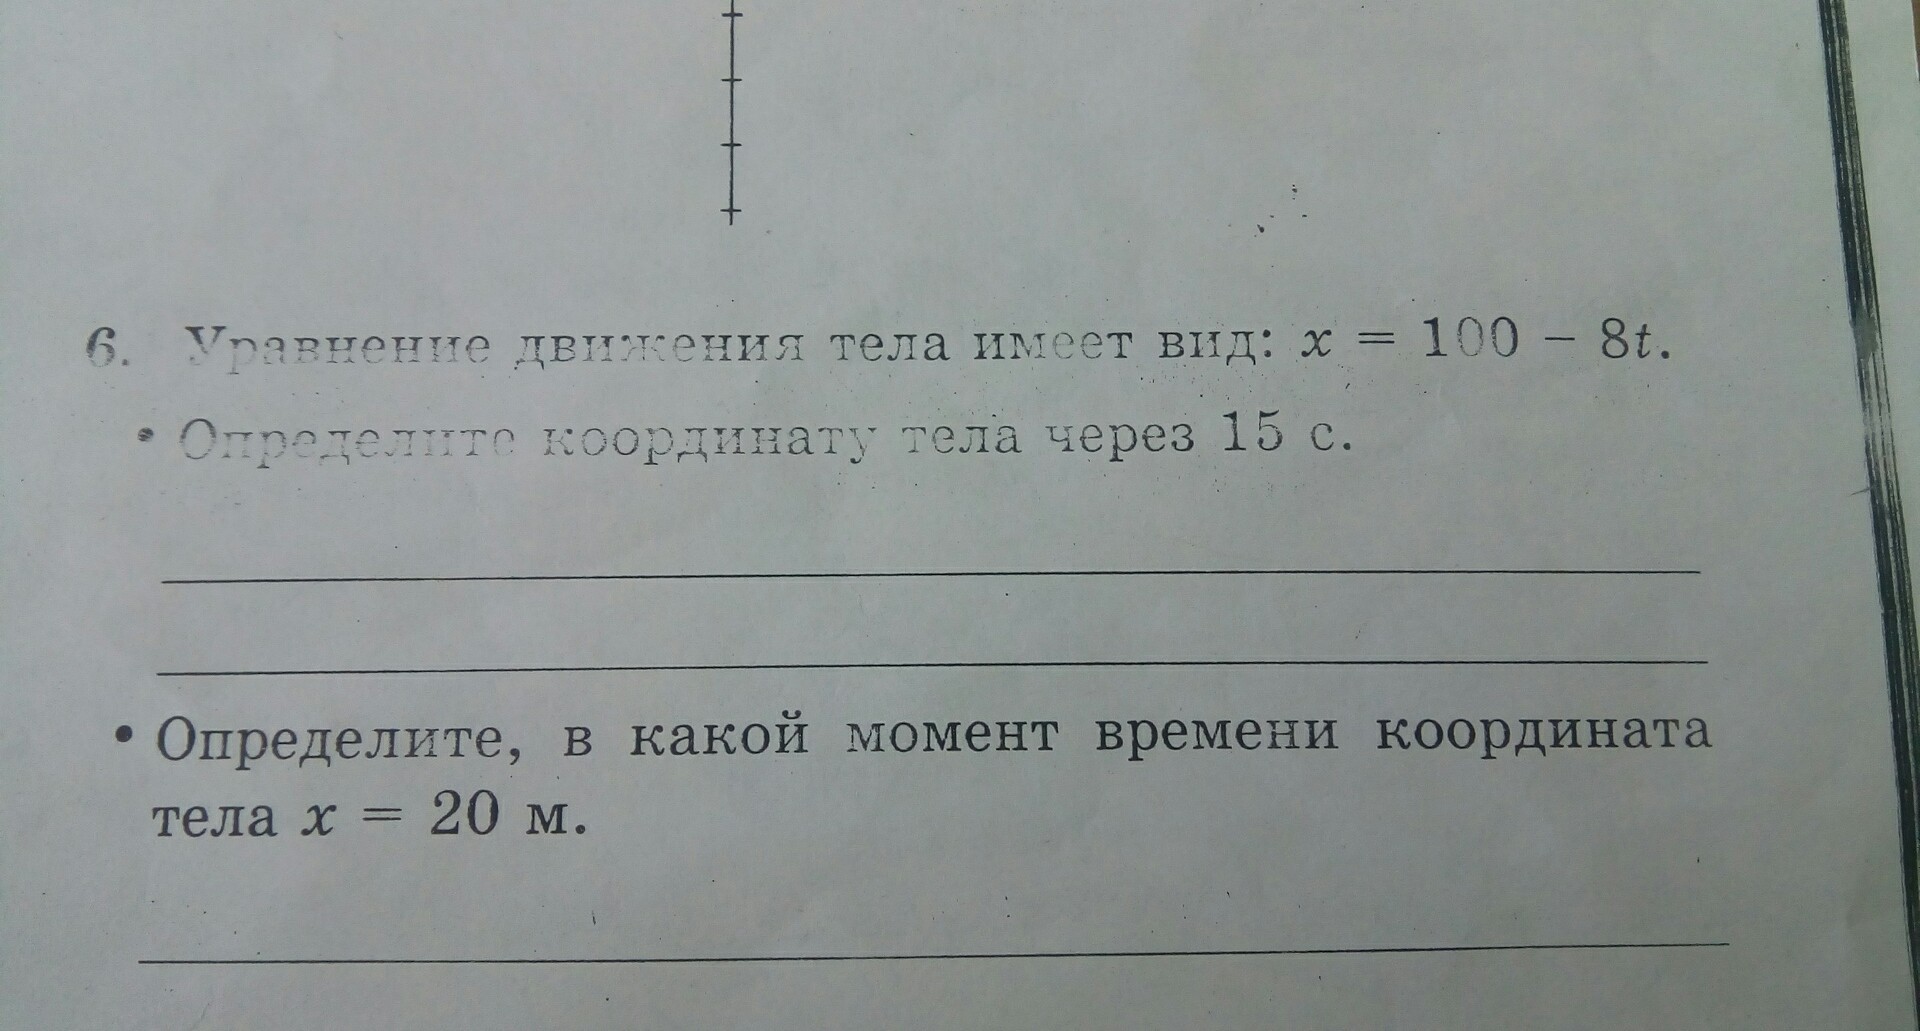 6. Уравнение движения тела имеет вид: x = 100 – 8t.
• Определите координату тела через 15 с.
• Определите, в какой момент времени координата
тела x = 20 м.